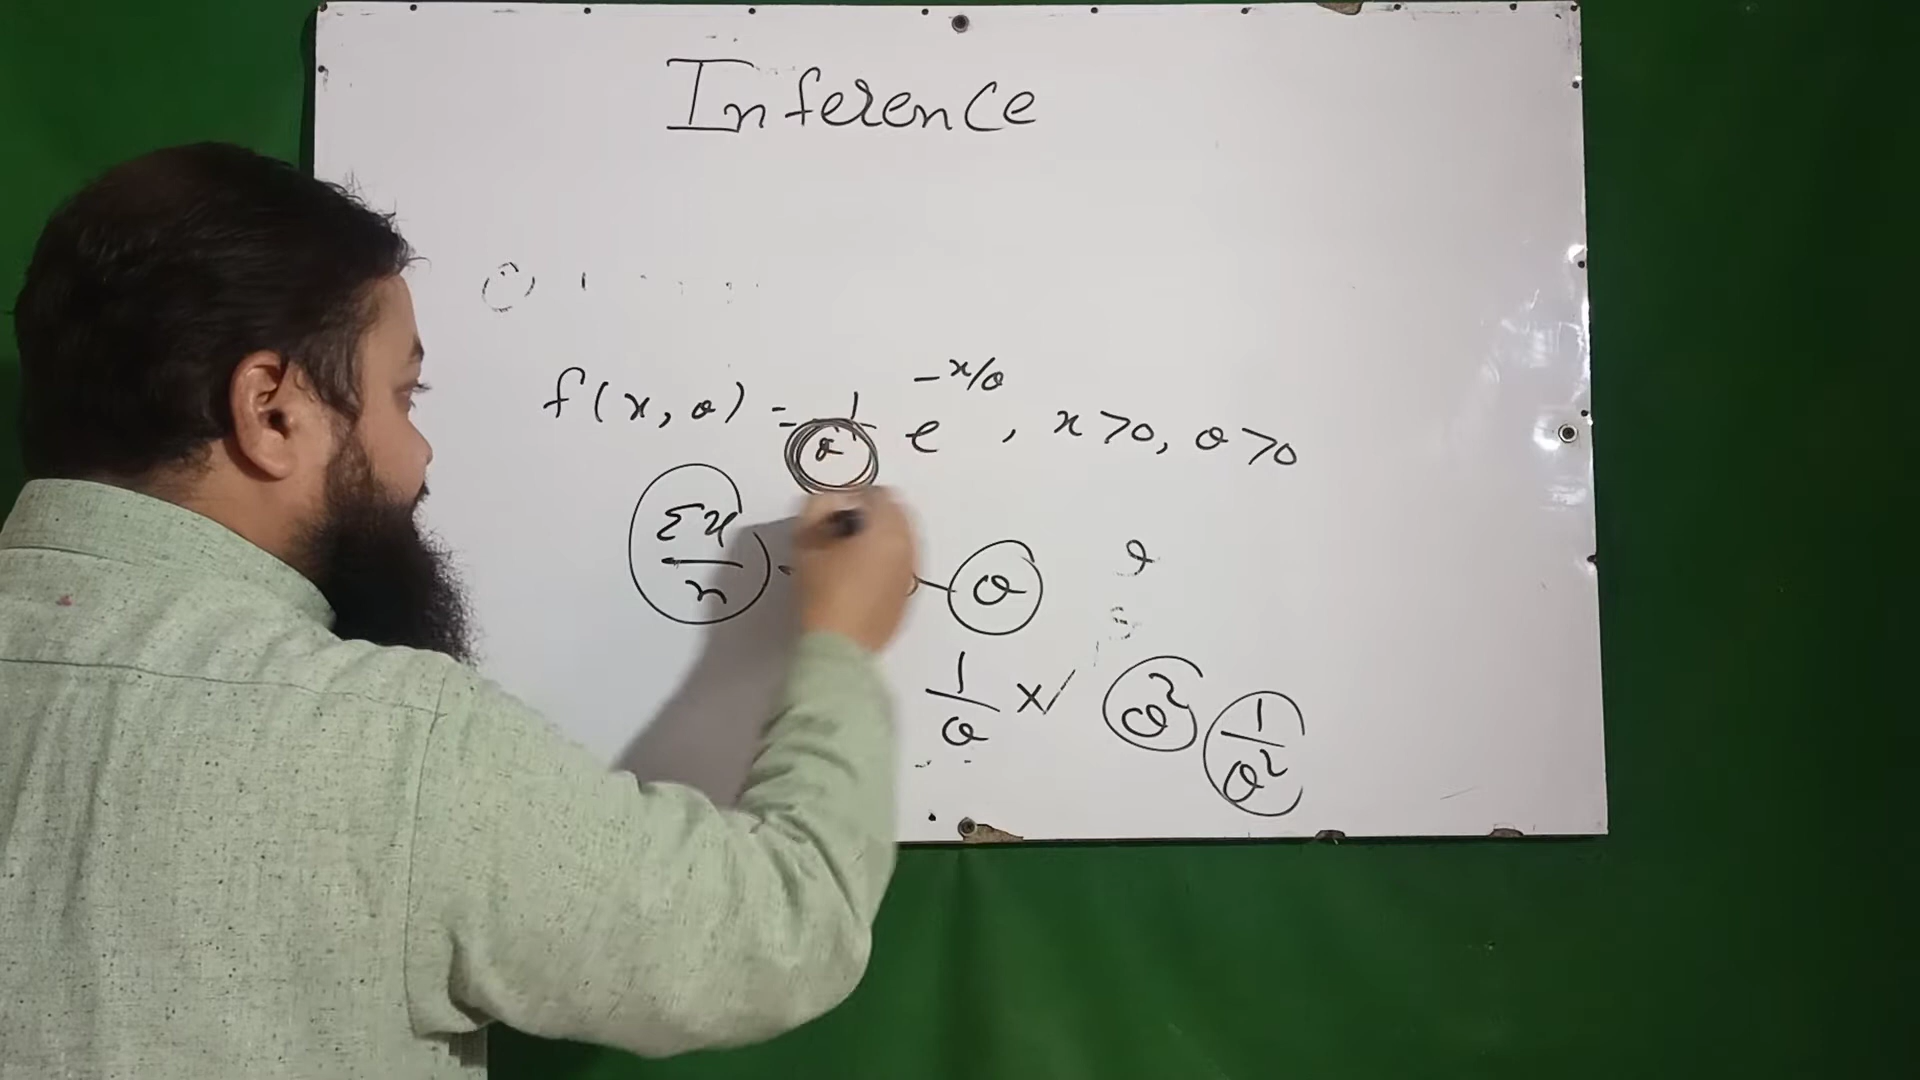 Inference
f(x, θ) = 1/θ e^{-x/θ}, x>0, θ>0
Σx/n θ
1/θ × ✓ θ² 1/θ²